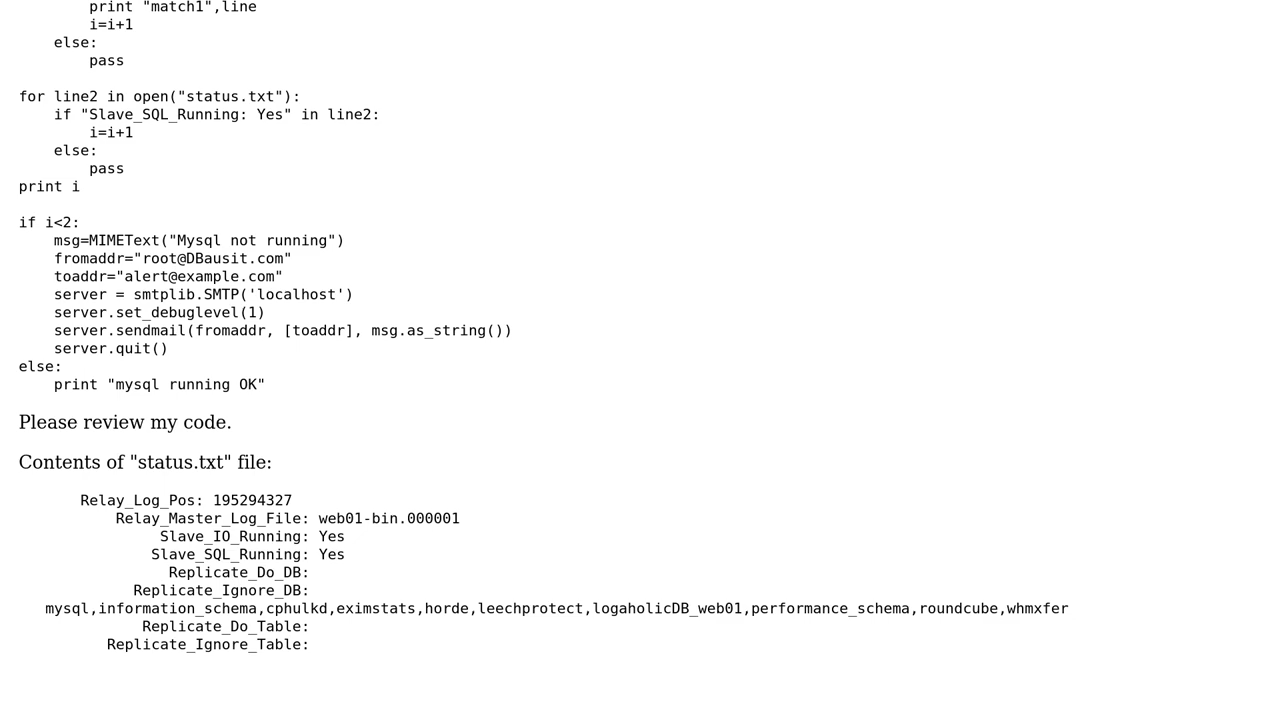 print "match1",line
i=i+1
else:
pass
for line2 in open("status.txt"):
if "Slave_SQL_Running: Yes" in line2:
i=i+1
else:
pass
print i
if i<2:
msg=MIMEText("Mysql not running")
fromaddr="root@DBausit.com"
toaddr="alert@example.com"
server = smtplib.SMTP('localhost')
server.set_debuglevel(1)
server.sendmail(fromaddr, [toaddr], msg.as_string())
server.quit()
else:
print "mysql running OK"
Please review my code.
Contents of "status.txt" file:
Relay_Log_Pos: 195294327
Relay_Master_Log_File: web01-bin.000001
Slave_IO_Running: Yes
Slave_SQL_Running: Yes
Replicate_Do_DB:
Replicate_Ignore_DB:
mysql,information_schema,cphulkd,eximstats,horde,leechprotect,logaholicDB_web01,performance_schema,roundcube,whmxfer
Replicate_Do_Table:
Replicate_Ignore_Table: